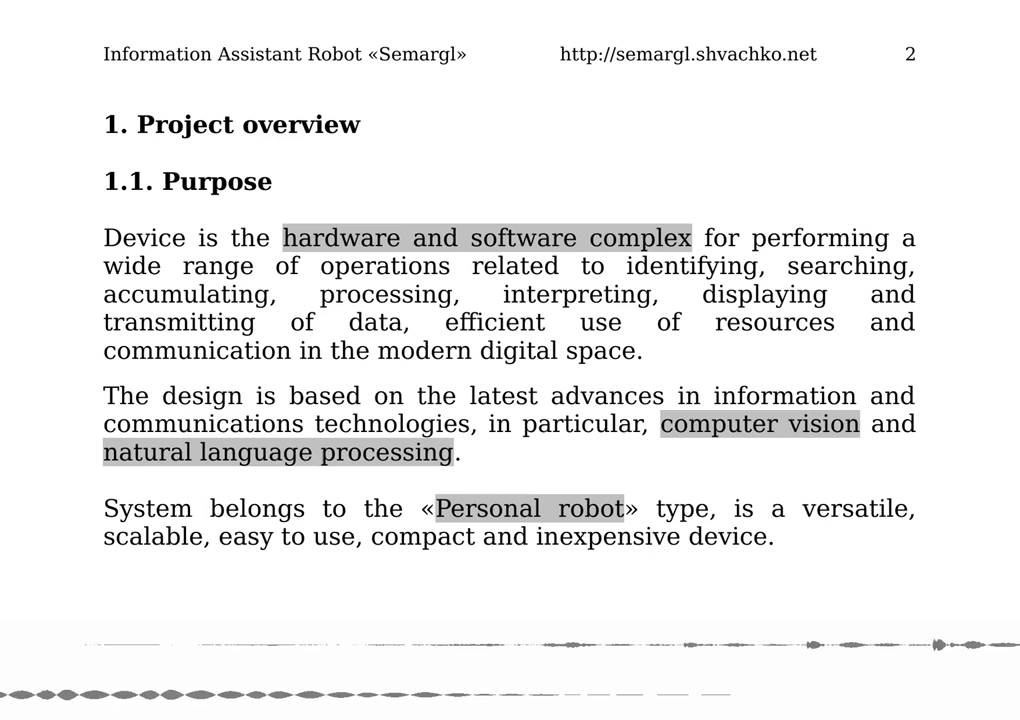 Information Assistant Robot «Semargl» http://semargl.shvachko.net 2
1. Project overview
1.1. Purpose
Device is the hardware and software complex for performing a
wide range of operations related to identifying, searching,
accumulating, processing, interpreting, displaying and
transmitting of data, efficient use of resources and
communication in the modern digital space.
The design is based on the latest advances in information and
communications technologies, in particular, computer vision and
natural language processing.
System belongs to the «Personal robot» type, is a versatile,
scalable, easy to use, compact and inexpensive device.